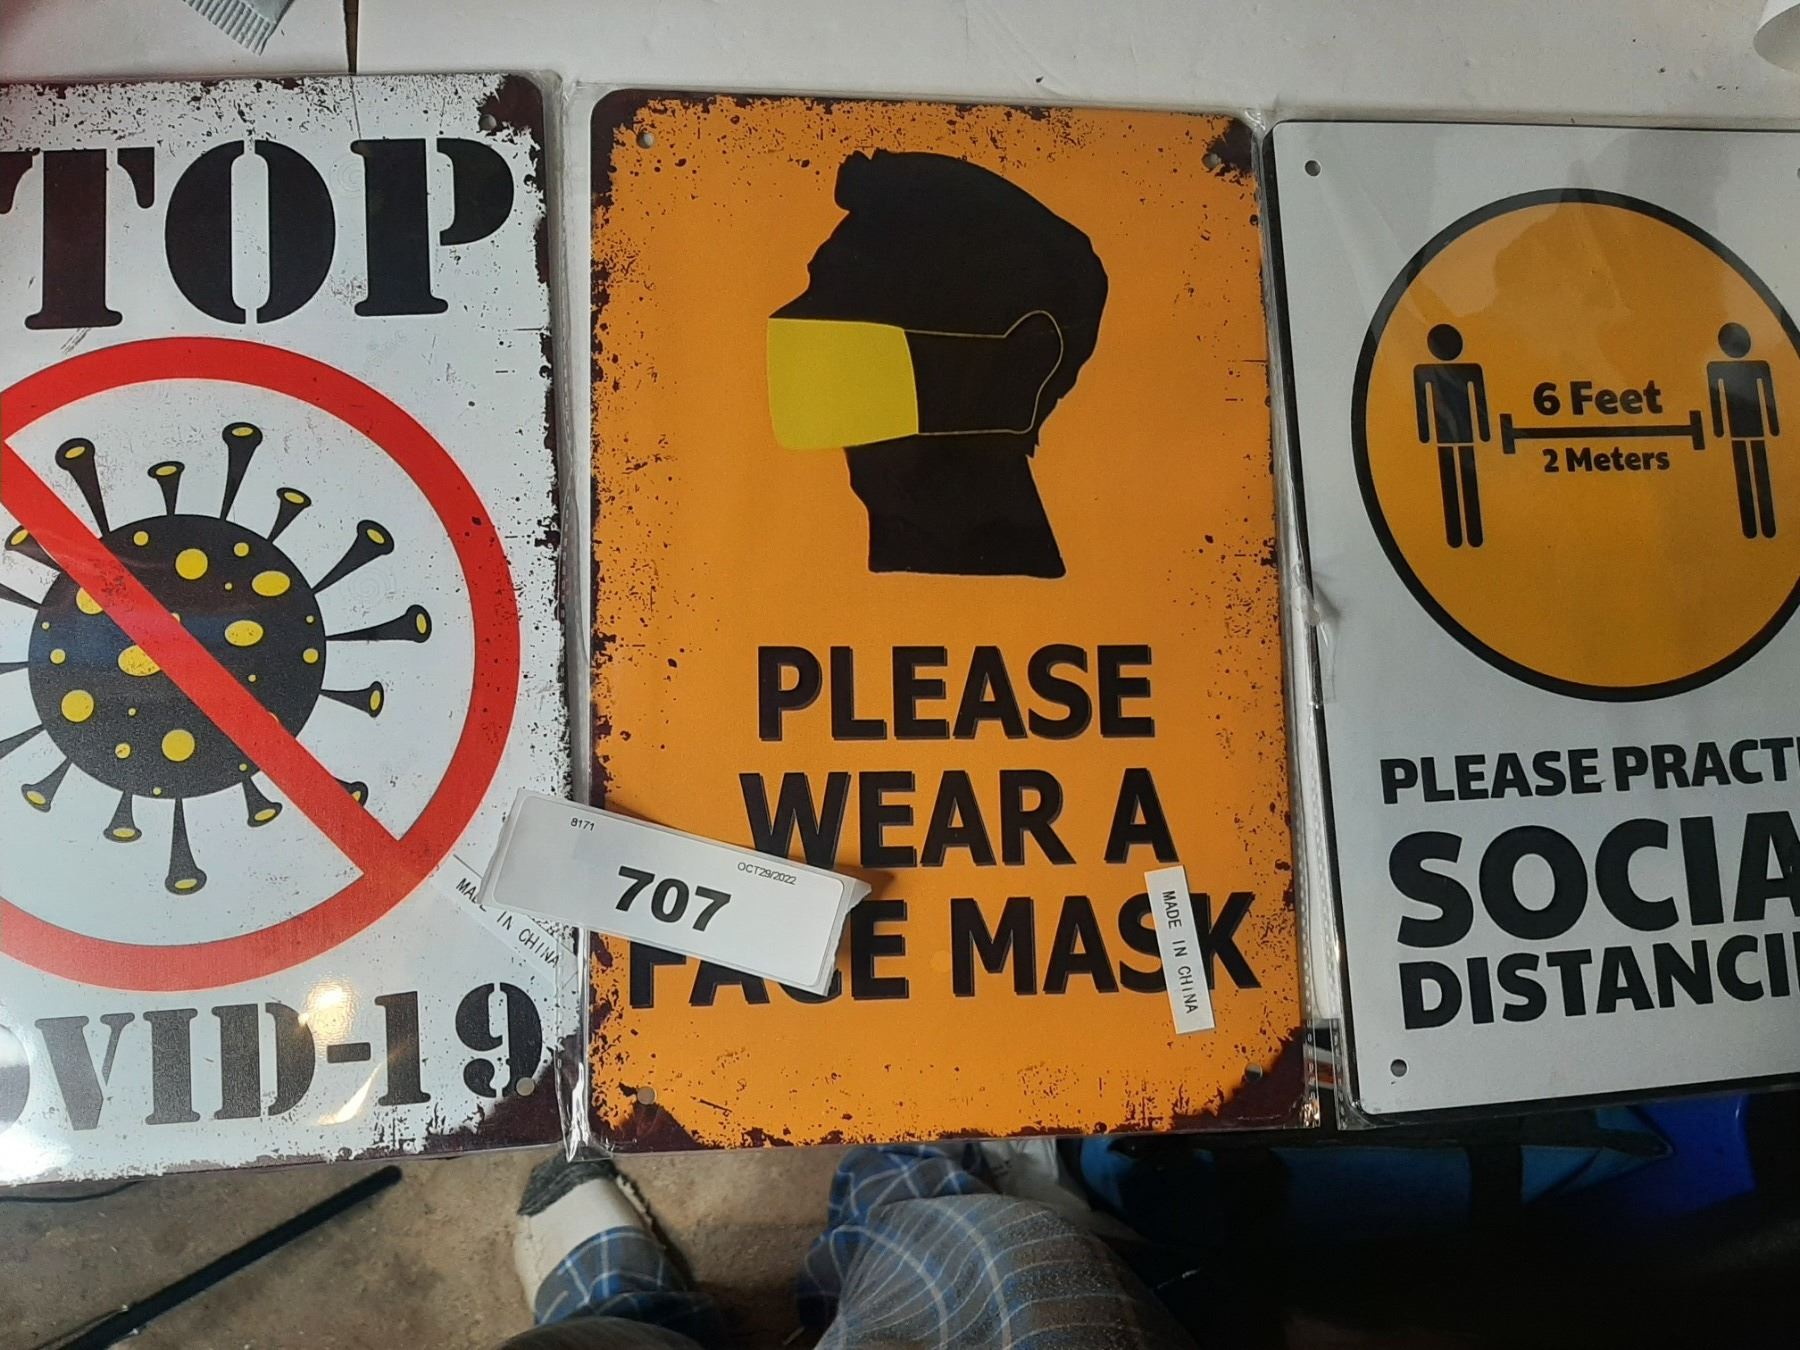 TOP
OVID-19
MADE IN CHINA
8171
OCT29/2022
707
PLEASE
WEAR A
FACE MASK
MADE IN CHINA
6 Feet
2 Meters
PLEASE PRACTI
SOCIA
DISTANCI